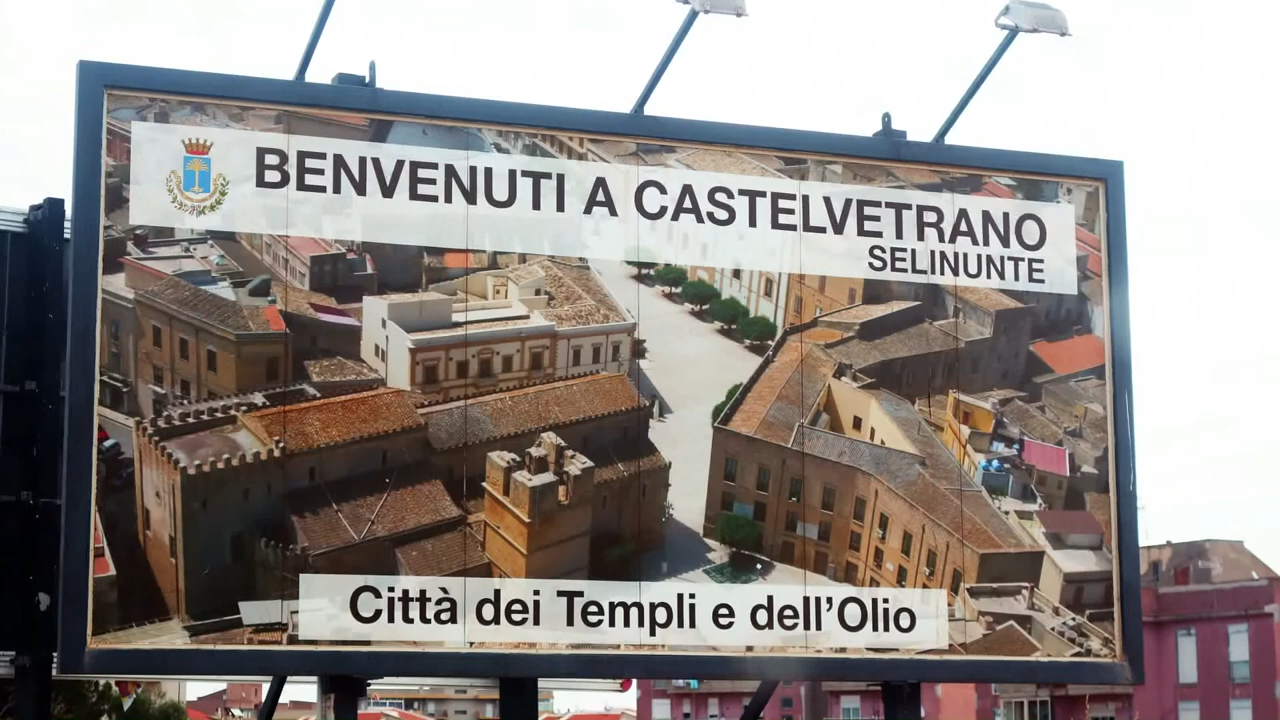 BENVENUTI A CASTELVETRANO
SELINUNTE
Città dei Templi e dell'Olio